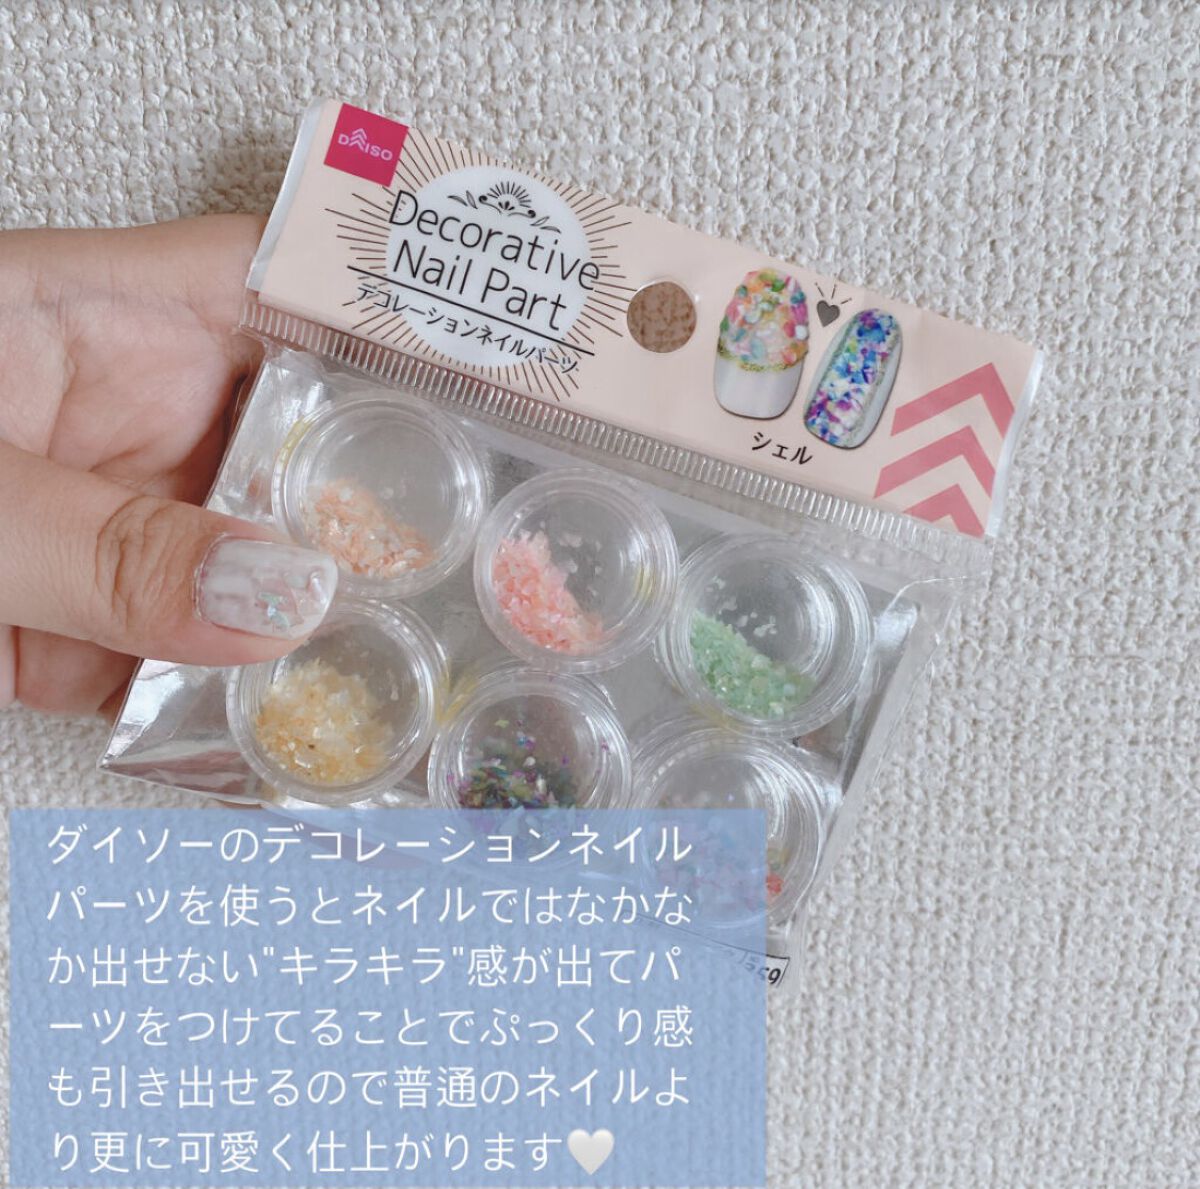 DAISO
Decorative
Nail Part
デコレーションネイルパーツ
シェル
ダイソーのデコレーションネイル
パーツを使うとネイルではなかな
か出せない"キラキラ"感が出てパ
ーツをつけてることでぷっくり感
も引き出せるので普通のネイルよ
り更に可愛く仕上がります🤍